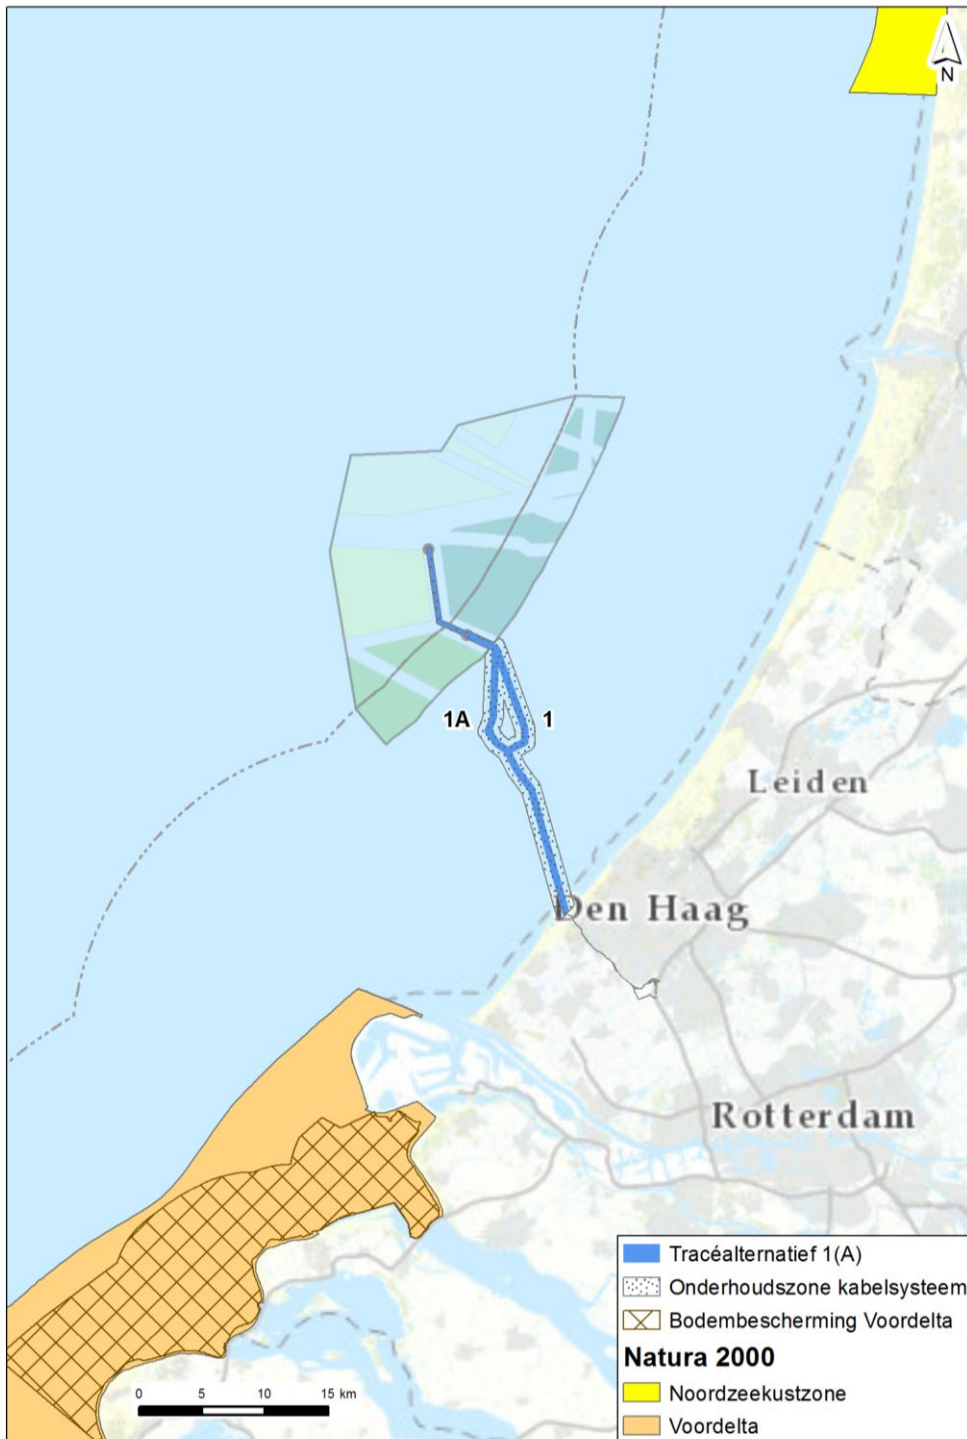 N
1A
1
Leiden
Den Haag
Rotterdam
Tracéalternatief 1(A)
Onderhoudszone kabelsysteem
Bodembescherming Voordelta
Natura 2000
Noordzeekustzone
Voordelta
0 5 10 15 km